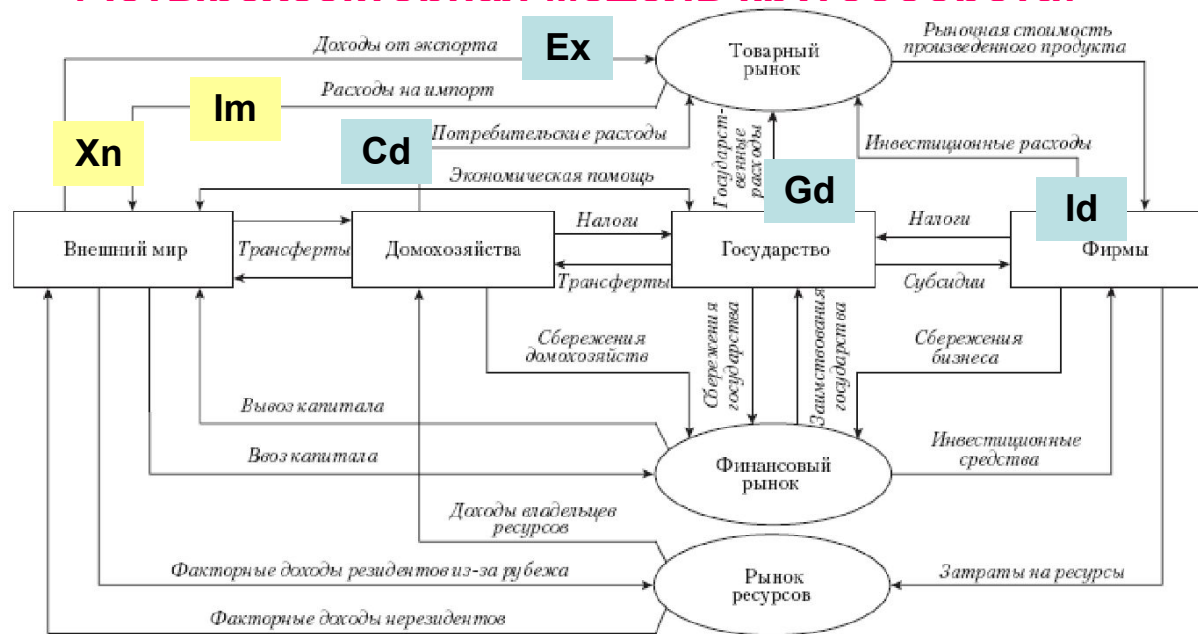 Доходы от экспорта
Ex
Товарный
рынок
Рыночная стоимость
произведенного продукта
Расходы на импорт
Im
Xn
Потребительские расходы
Cd
Государст-
венные
расходы
Инвестиционные расходы
Экономическая помощь
Gd
Id
Внешний мир
Трансферты
Домохозяйства
Налоги
Трансферты
Государство
Налоги
Субсидии
Фирмы
Сбережения
домохозяйств
Сбережения
государства
Заимствования
государства
Сбережения
бизнеса
Вывоз капитала
Ввоз капитала
Финансовый
рынок
Инвестиционные
средства
Доходы владельцев
ресурсов
Факторные доходы резидентов из-за рубежа
Рынок
ресурсов
Затраты на ресурсы
Факторные доходы нерезидентов